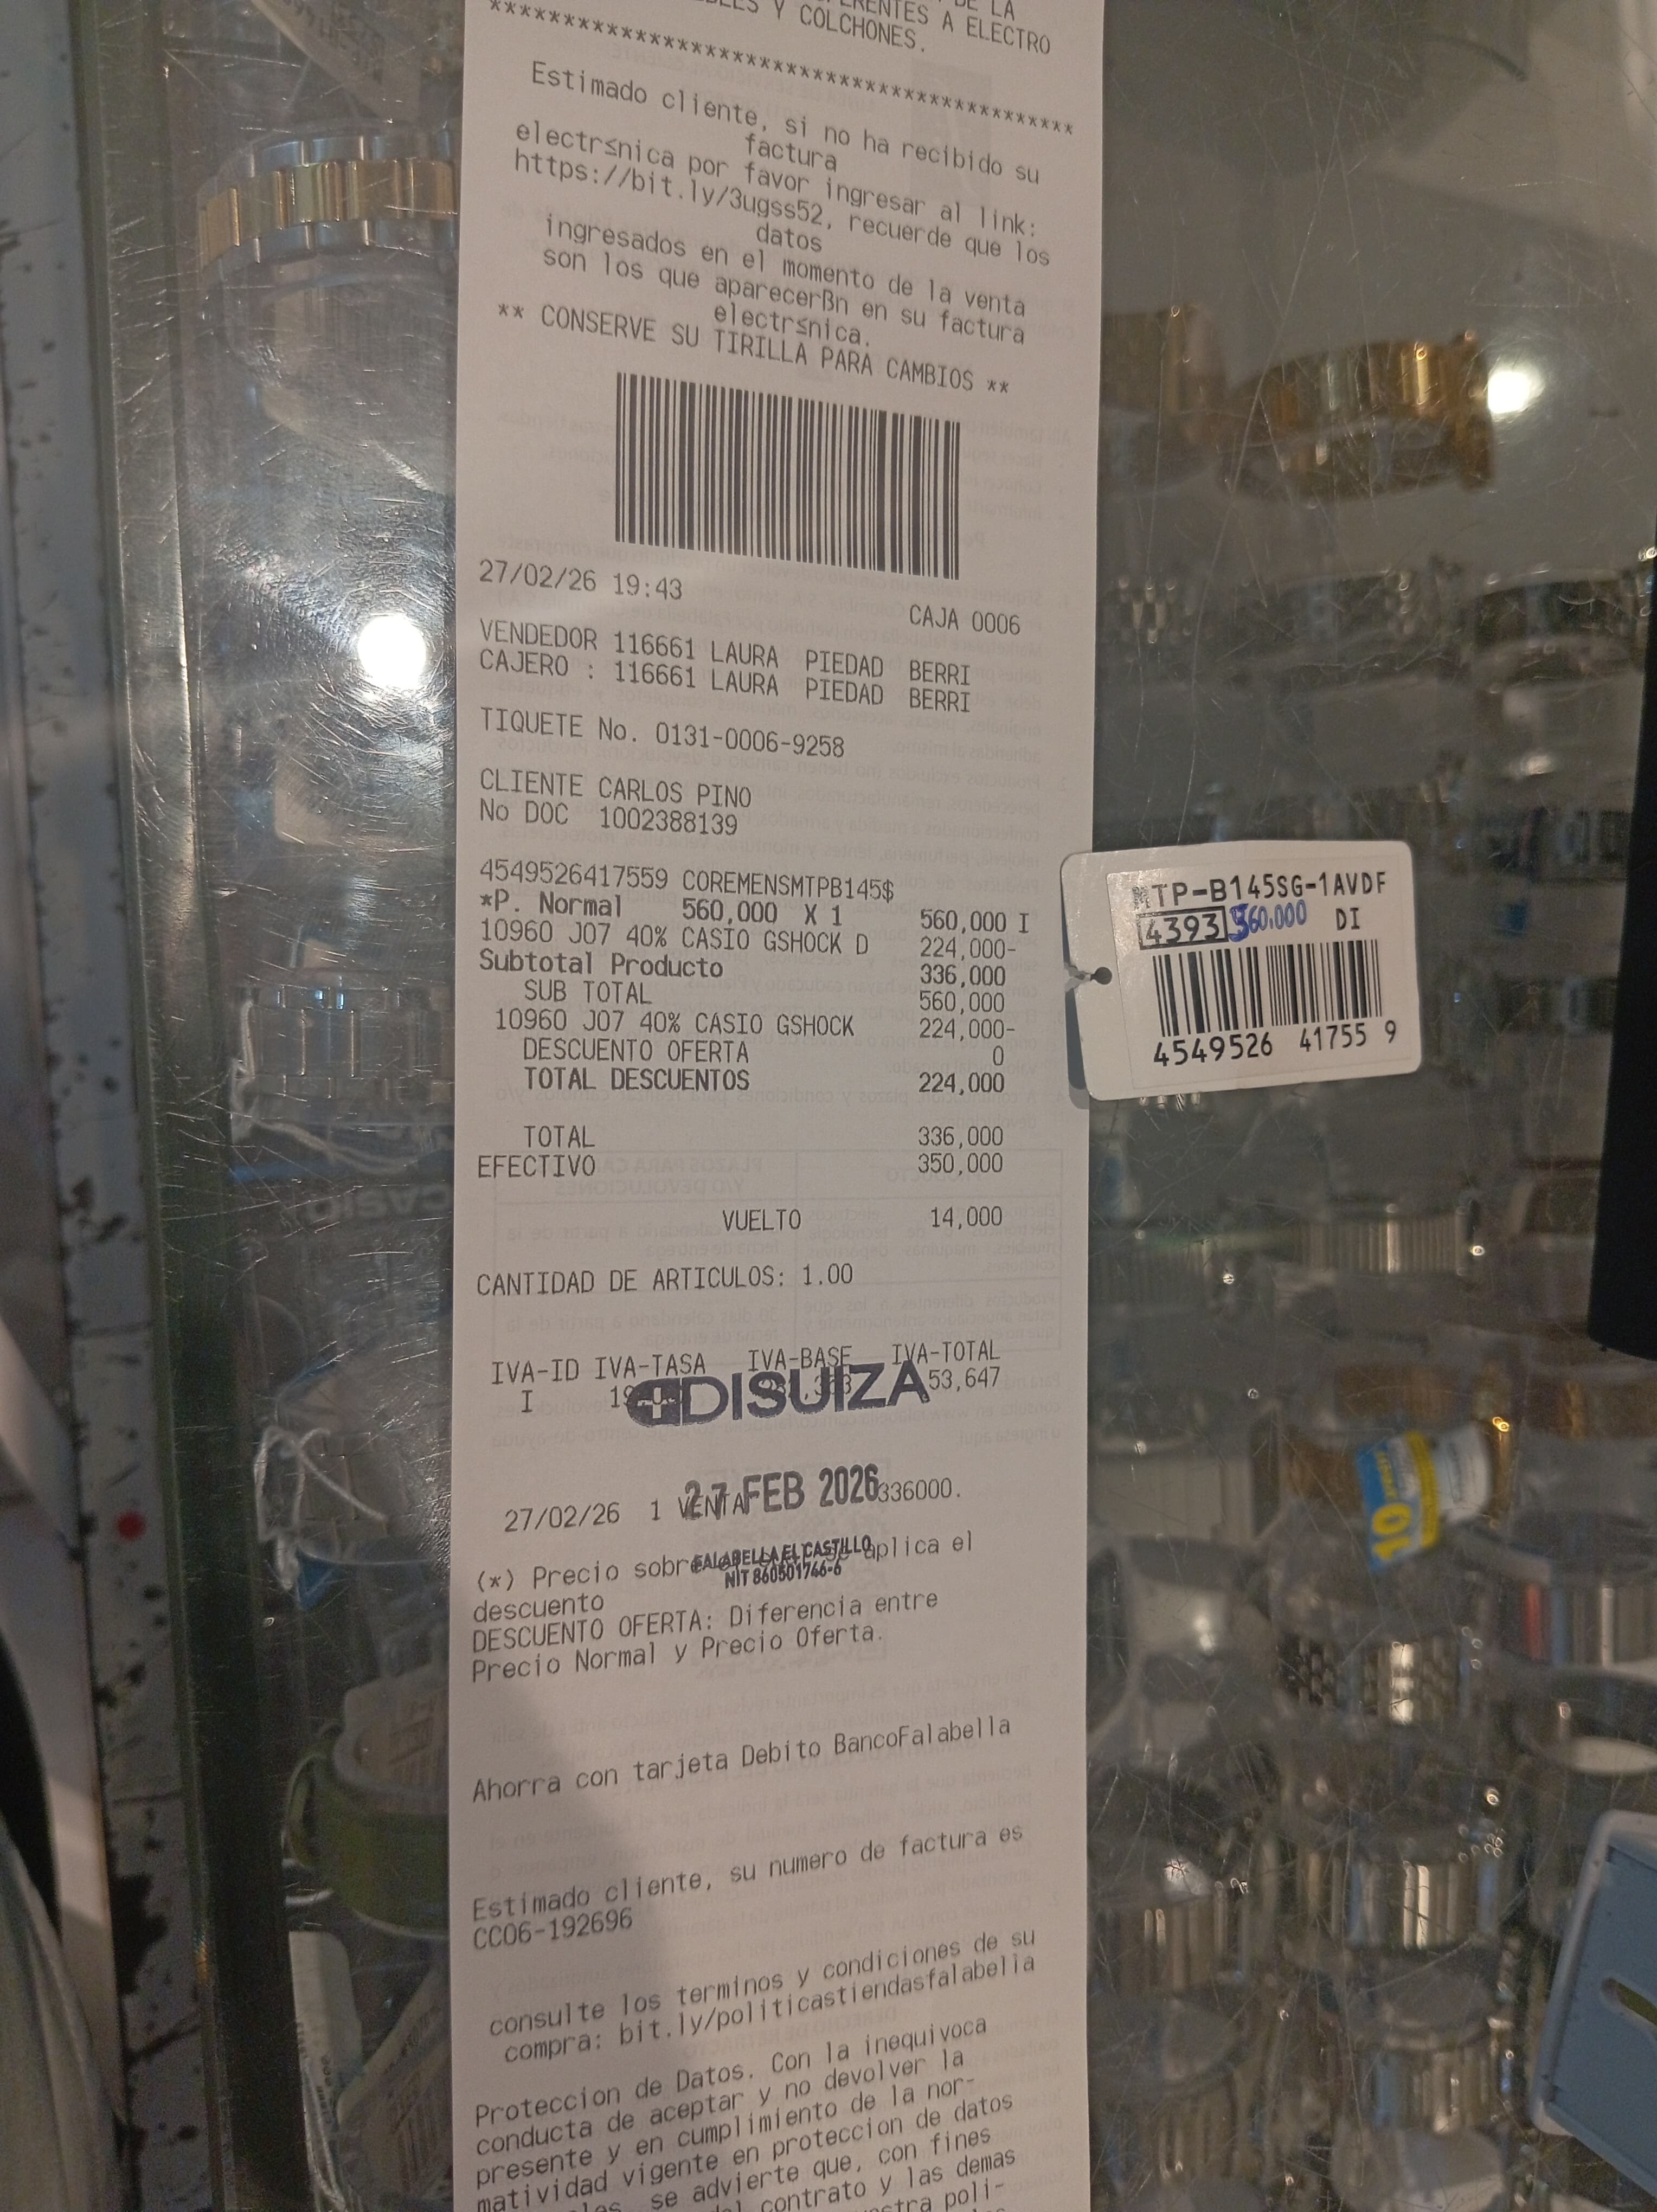 DE LA
ERENTES A ELECTRO
Y COLCHONES.
******************************************
Estimado cliente, si no ha recibido su
factura
electr≤nica por favor ingresar al link:
https://bit.ly/3ugss52, recuerde que los
datos
ingresados en el momento de la venta
son los que aparecerßn en su factura
electr≤nica.
** CONSERVE SU TIRILLA PARA CAMBIOS **
27/02/26 19:43
CAJA 0006
VENDEDOR 116661 LAURA PIEDAD BERRI
CAJERO : 116661 LAURA PIEDAD BERRI
TIQUETE No. 0131-0006-9258
CLIENTE CARLOS PINO
No DOC 1002388139
4549526417559 COREMENSMTPB145$
*P. Normal 560,000 X 1 560,000 I
10960 J07 40% CASIO GSHOCK D 224,000-
Subtotal Producto 336,000
SUB TOTAL 560,000
10960 J07 40% CASIO GSHOCK 224,000-
DESCUENTO OFERTA 0
TOTAL DESCUENTOS 224,000
TOTAL 336,000
EFECTIVO 350,000
VUELTO 14,000
CANTIDAD DE ARTICULOS: 1.00
IVA-ID IVA-TASA IVA-BASE IVA-TOTAL
I 53,647
DISUIZA
27 FEB 2026
27/02/26 1 VENTA 336000.
FALABELLA EL CASTILLO
NIT 860501746-6
(*) Precio sobre aplica el
descuento
DESCUENTO OFERTA: Diferencia entre
Precio Normal y Precio Oferta.
Ahorra con tarjeta Debito BancoFalabella
Estimado cliente, su numero de factura es
CC06-192696
consulte los terminos y condiciones de su
compra: bit.ly/politicastiendasfalabella
Proteccion de Datos. Con la inequivoca
conducta de aceptar y no devolver la
presente y en cumplimiento de la nor-
matividad vigente en proteccion de datos
se advierte que, con fines
contrato y las demas
poli-
MTP-B145SG-1AVDF
4393 560.000 DI
4549526 41755 9
CASIO
10